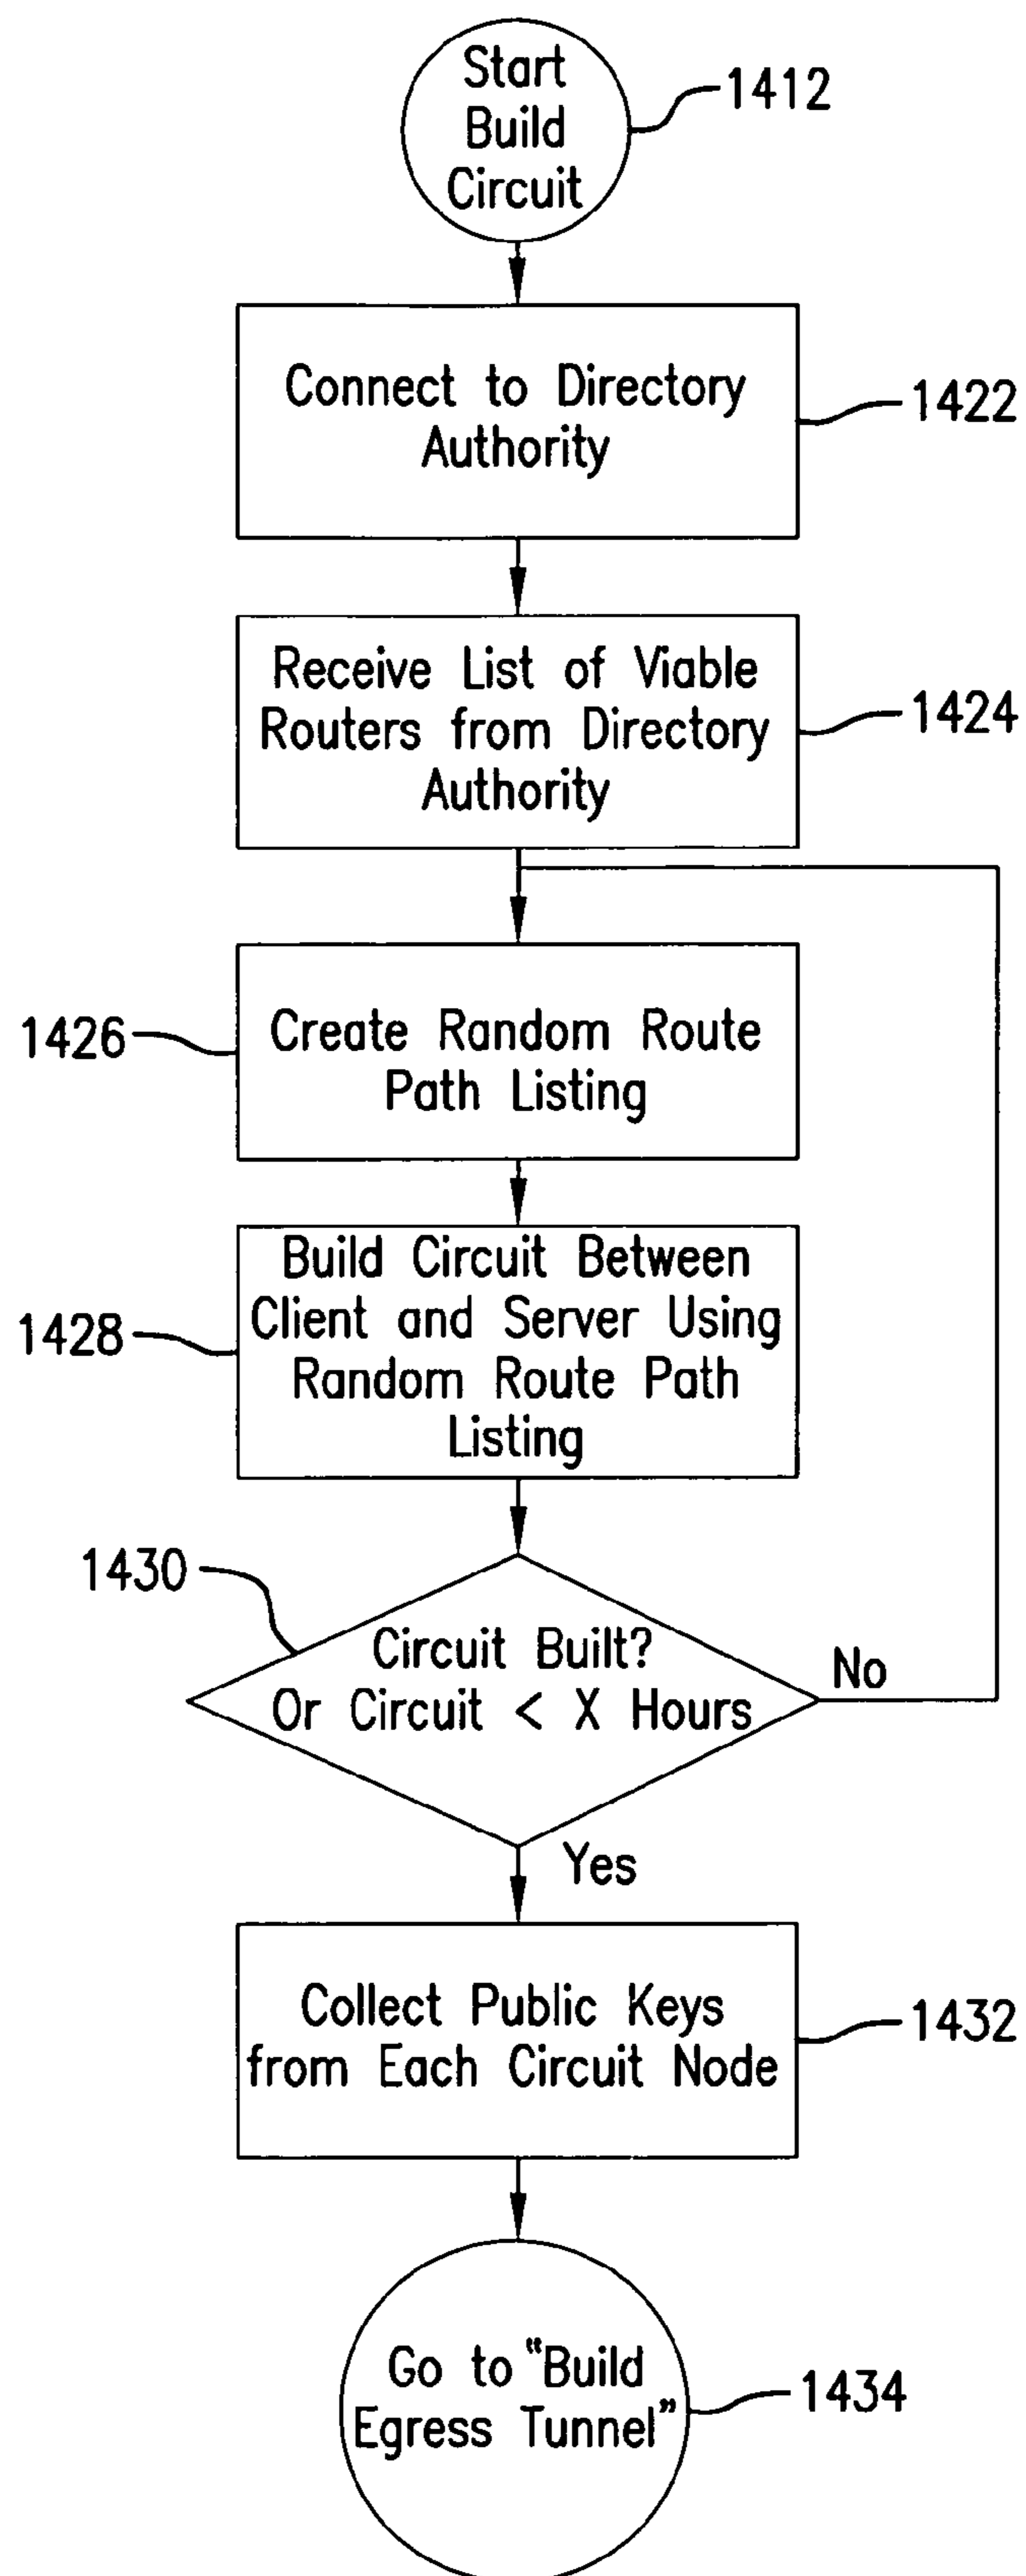 Start
Build
Circuit
1412
Connect to Directory
Authority
1422
Receive List of Viable
Routers from Directory
Authority
1424
Create Random Route
Path Listing
1426
Build Circuit Between
Client and Server Using
Random Route Path
Listing
1428
1430
Circuit Built?
Or Circuit < X Hours
No
Yes
Collect Public Keys
from Each Circuit Node
1432
Go to "Build
Egress Tunnel"
1434